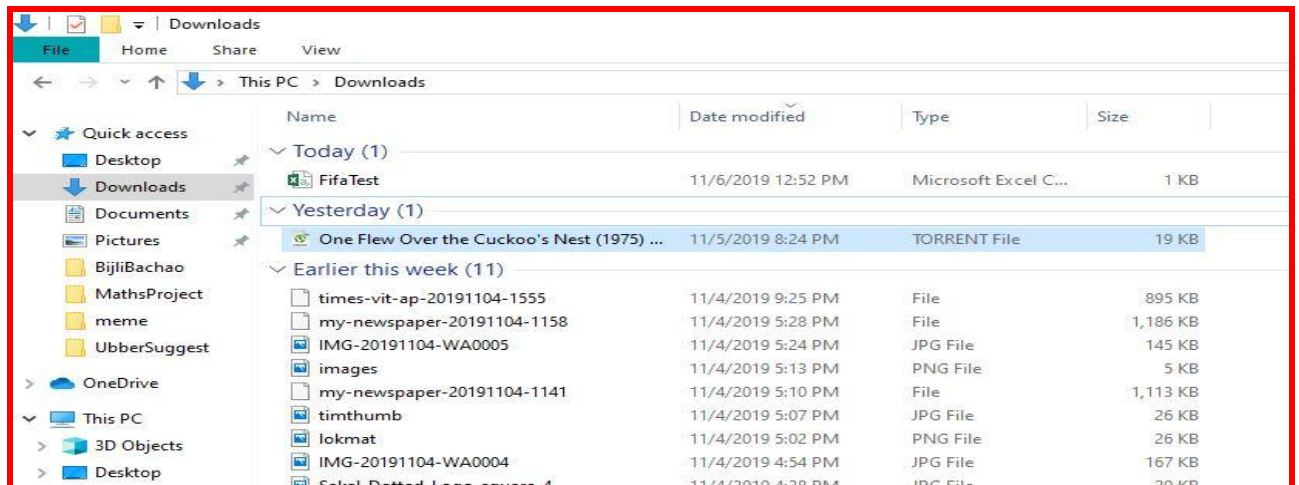 Downloads
File Home Share View
This PC > Downloads
Name Date modified Type Size
Quick access
Desktop
Downloads
Documents
Pictures
BijliBachao
MathsProject
meme
UbberSuggest
OneDrive
This PC
3D Objects
Desktop
Today (1)
FifaTest 11/6/2019 12:52 PM Microsoft Excel C... 1 KB
Yesterday (1)
One Flew Over the Cuckoo's Nest (1975) ... 11/5/2019 8:24 PM TORRENT File 19 KB
Earlier this week (11)
times-vit-ap-20191104-1555 11/4/2019 9:25 PM File 895 KB
my-newspaper-20191104-1158 11/4/2019 5:28 PM File 1,186 KB
IMG-20191104-WA0005 11/4/2019 5:24 PM JPG File 145 KB
images 11/4/2019 5:13 PM PNG File 5 KB
my-newspaper-20191104-1141 11/4/2019 5:10 PM File 1,113 KB
timthumb 11/4/2019 5:07 PM JPG File 26 KB
lokmat 11/4/2019 5:02 PM PNG File 26 KB
IMG-20191104-WA0004 11/4/2019 4:54 PM JPG File 167 KB